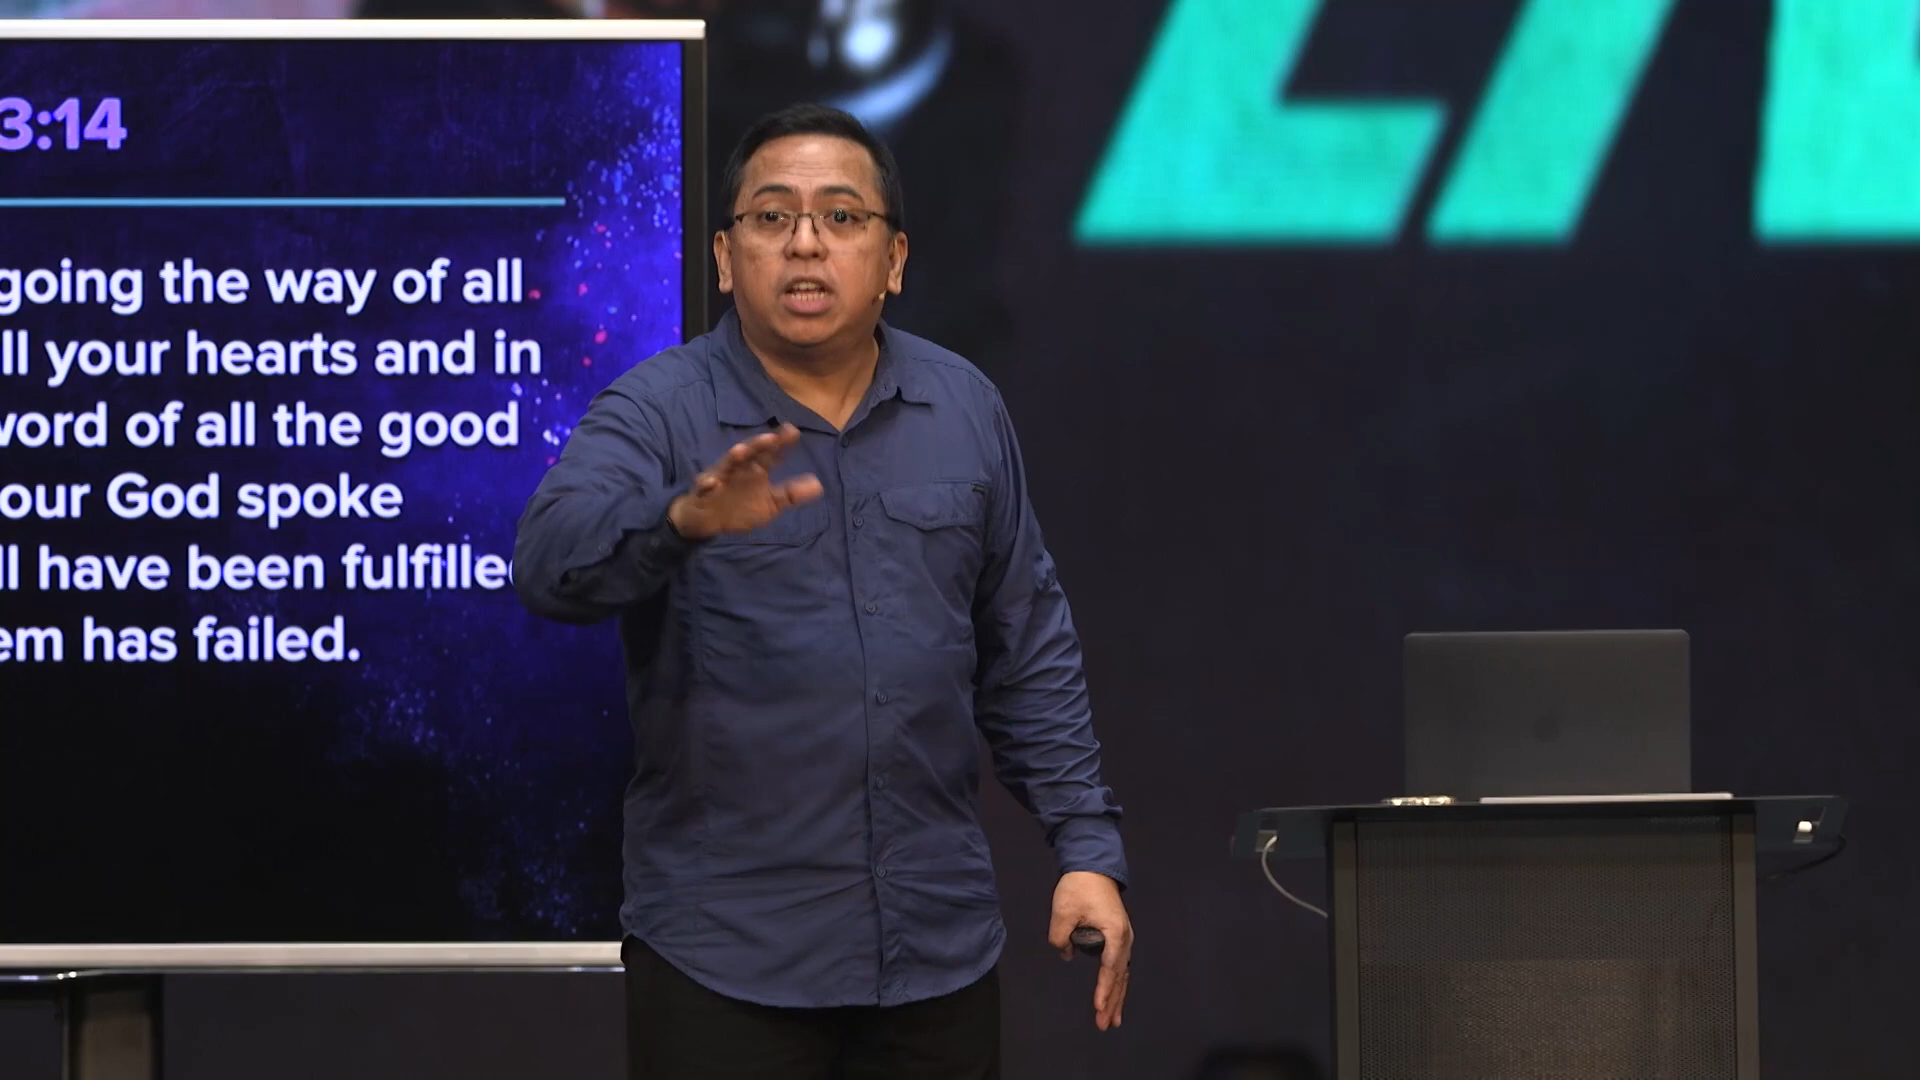 3:14
going the way of all
ll your hearts and in
word of all the good
our God spoke
ll have been fulfilled
em has failed.